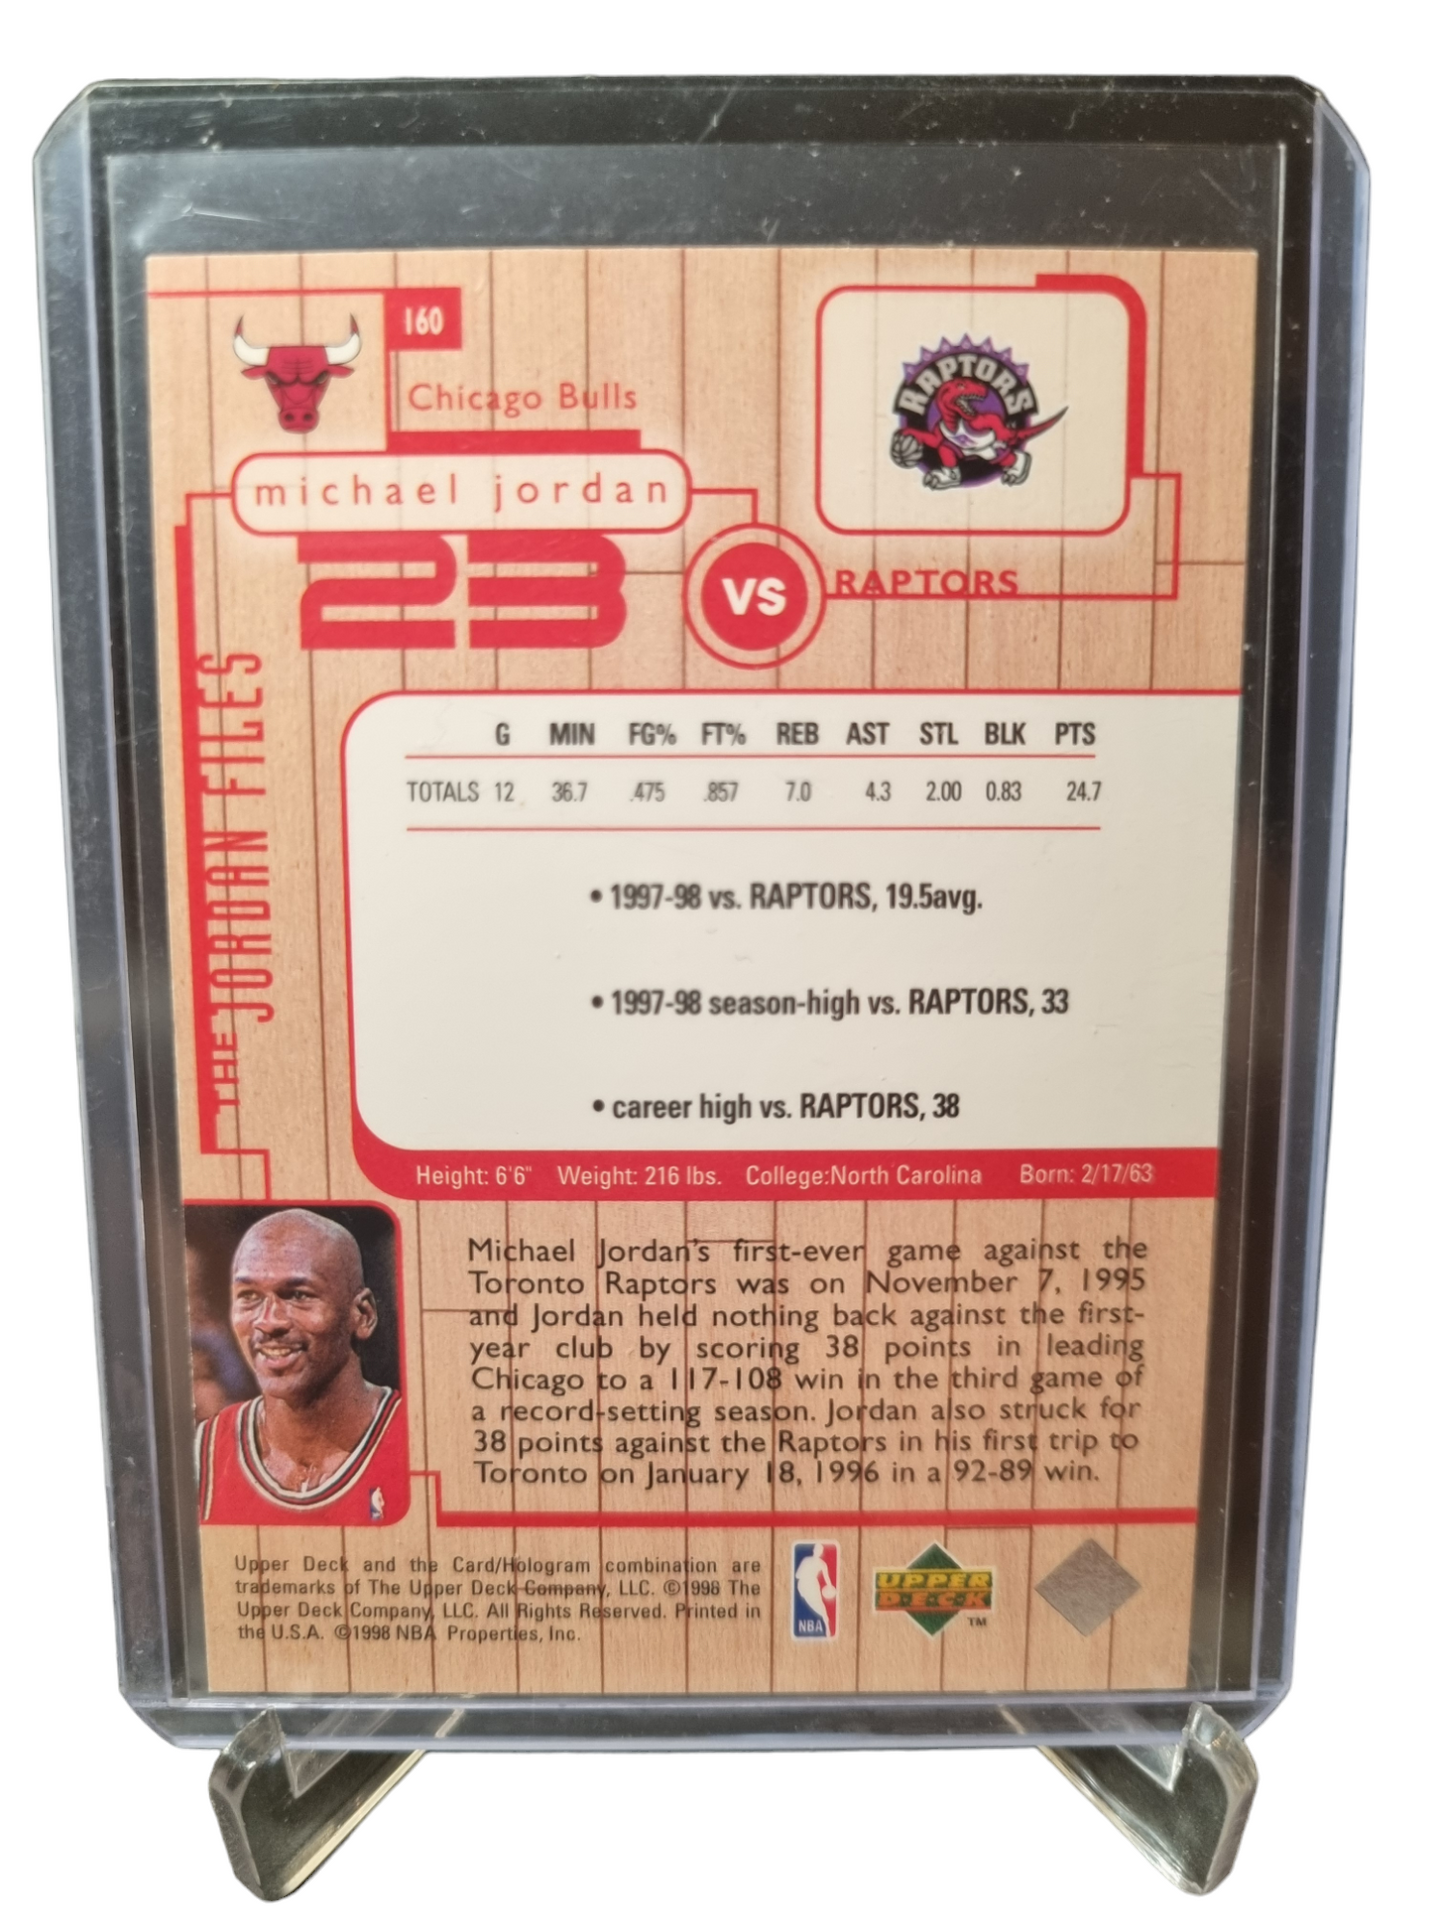 160
Chicago Bulls
RAPTORS
michael jordan
23
VS
RAPTORS
THE JORDAN FILES
G MIN FG% FT% REB AST STL BLK PTS
TOTALS 12 36.7 .475 .857 7.0 4.3 2.00 0.83 24.7
• 1997-98 vs. RAPTORS, 19.5avg.
• 1997-98 season-high vs. RAPTORS, 33
• career high vs. RAPTORS, 38
Height: 6'6" Weight: 216 lbs. College:North Carolina Born: 2/17/63
Michael Jordan's first-ever game against the
Toronto Raptors was on November 7, 1995
and Jordan held nothing back against the first-
year club by scoring 38 points in leading
Chicago to a 117-108 win in the third game of
a record-setting season. Jordan also struck for
38 points against the Raptors in his first trip to
Toronto on January 18, 1996 in a 92-89 win.
Upper Deck and the Card/Hologram combination are
trademarks of The Upper Deck Company, LLC. ©1998 The
Upper Deck Company, LLC. All Rights Reserved. Printed in
the U.S.A. ©1998 NBA Properties, Inc.
NBA
UPPER
DECK
TM